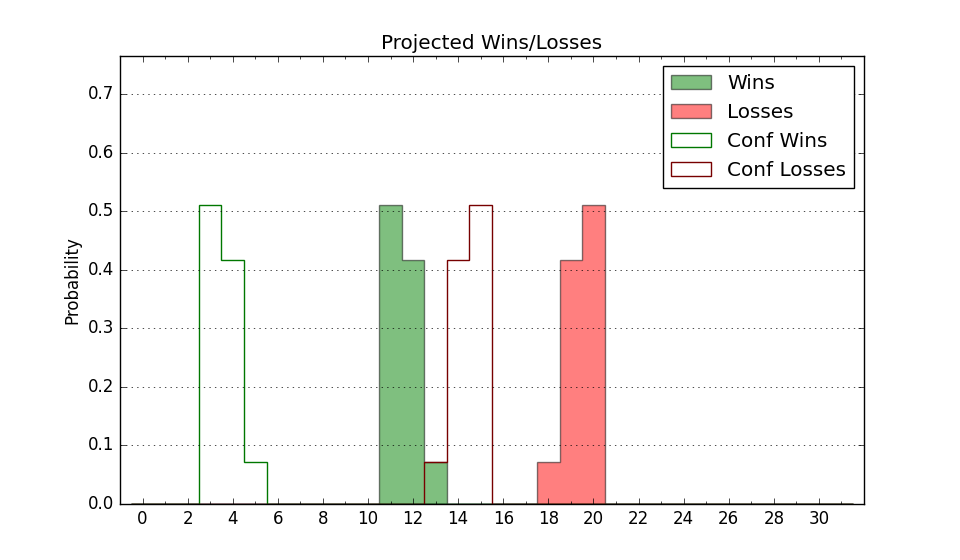 Projected Wins/Losses
Wins
Losses
Conf Wins
Conf Losses
Probability
0.7
0.6
0.5
0.4
0.3
0.2
0.1
0.0
0 2 4 6 8 10 12 14 16 18 20 22 24 26 28 30